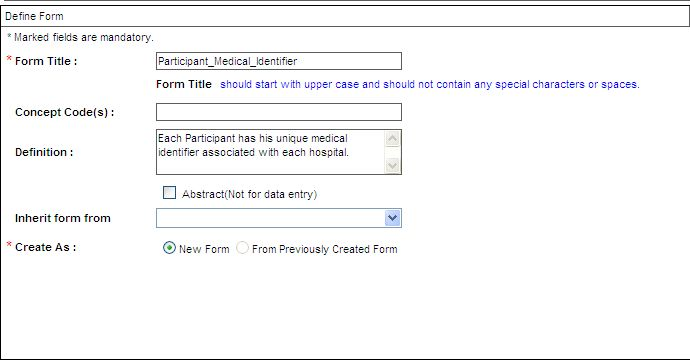 Define Form
* Marked fields are mandatory.
* Form Title : Participant_Medical_Identifier
Form Title should start with upper case and should not contain any special characters or spaces.
Concept Code(s) :
Definition : Each Participant has his unique medical
identifier associated with each hospital.
Abstract(Not for data entry)
Inherit form from
* Create As : New Form From Previously Created Form